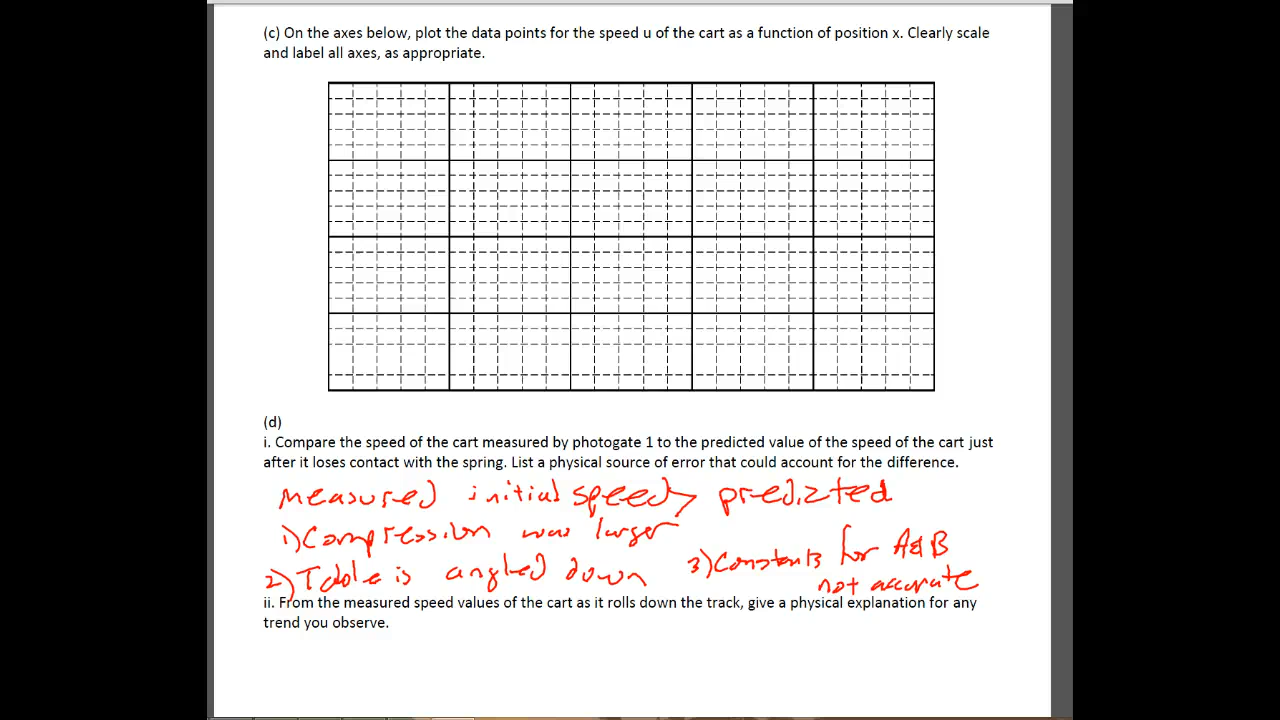 (c) On the axes below, plot the data points for the speed u of the cart as a function of position x. Clearly scale
and label all axes, as appropriate.
(d)
i. Compare the speed of the cart measured by photogate 1 to the predicted value of the speed of the cart just
after it loses contact with the spring. List a physical source of error that could account for the difference.
Measured initial speed > predicted
1) Compression was larger
2) Table is angled down
3) Constants for A & B
not accurate
ii. From the measured speed values of the cart as it rolls down the track, give a physical explanation for any
trend you observe.